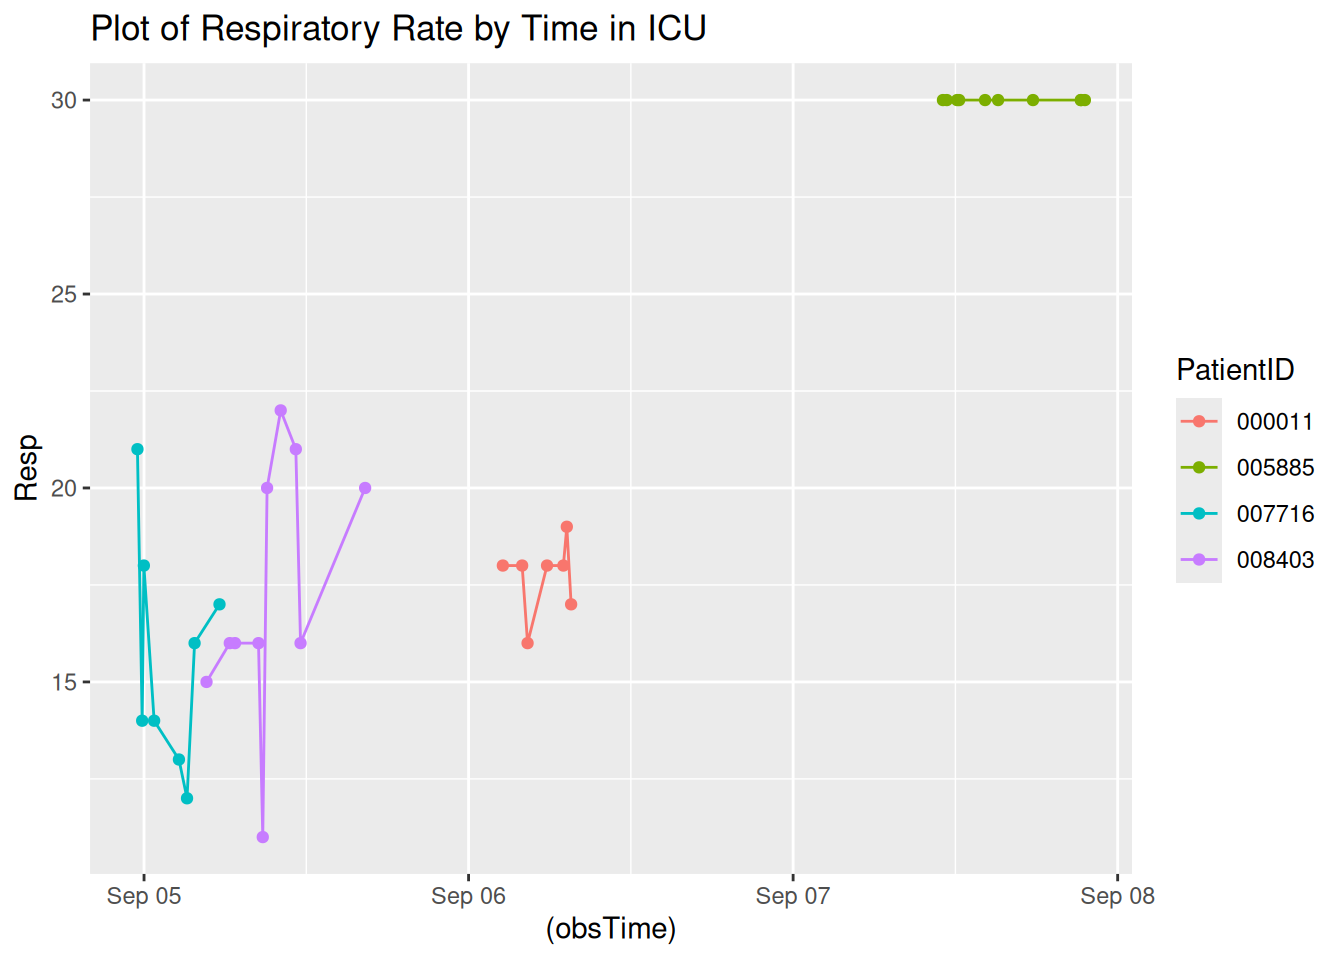 Plot of Respiratory Rate by Time in ICU
30
25
20
15
Resp
Sep 05
Sep 06
Sep 07
Sep 08
(obsTime)
PatientID
000011
005885
007716
008403